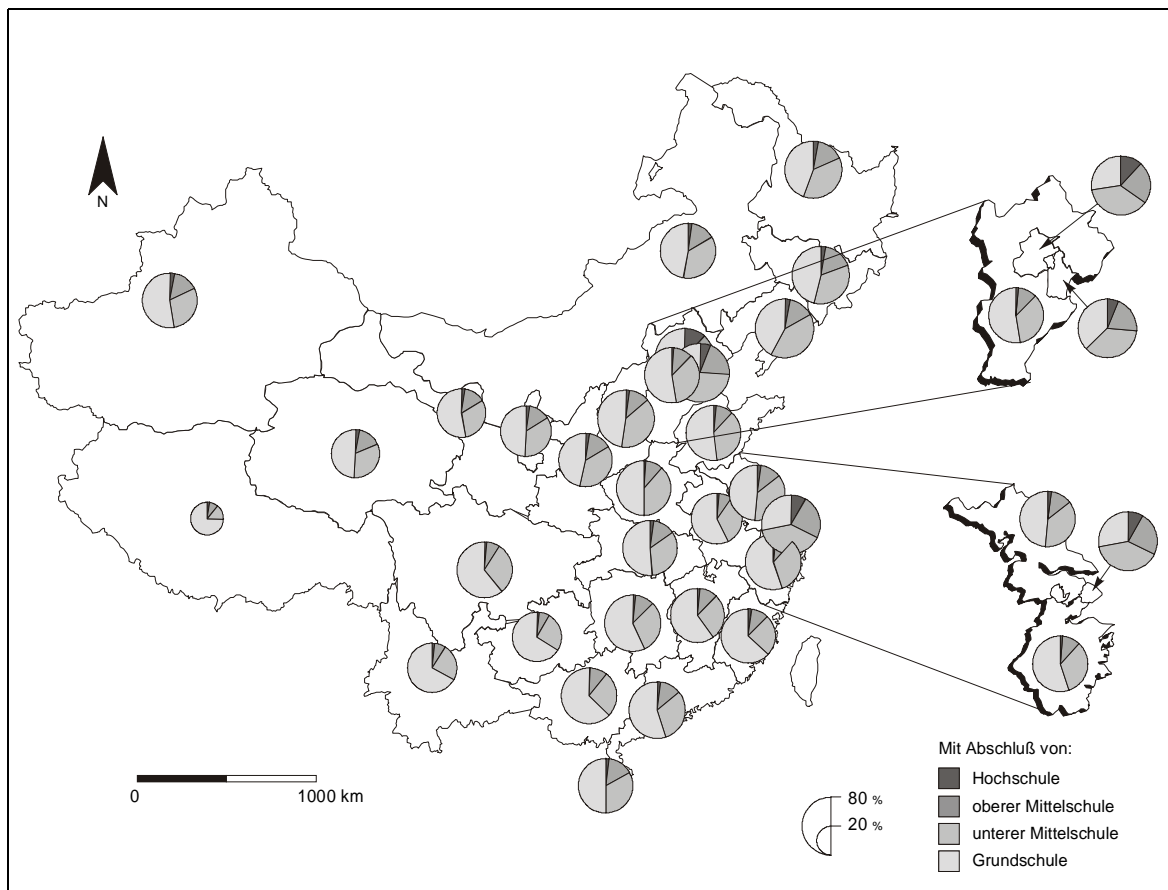 N
0
1000 km
80 %
20 %
Mit Abschluß von:
Hochschule
oberer Mittelschule
unterer Mittelschule
Grundschule